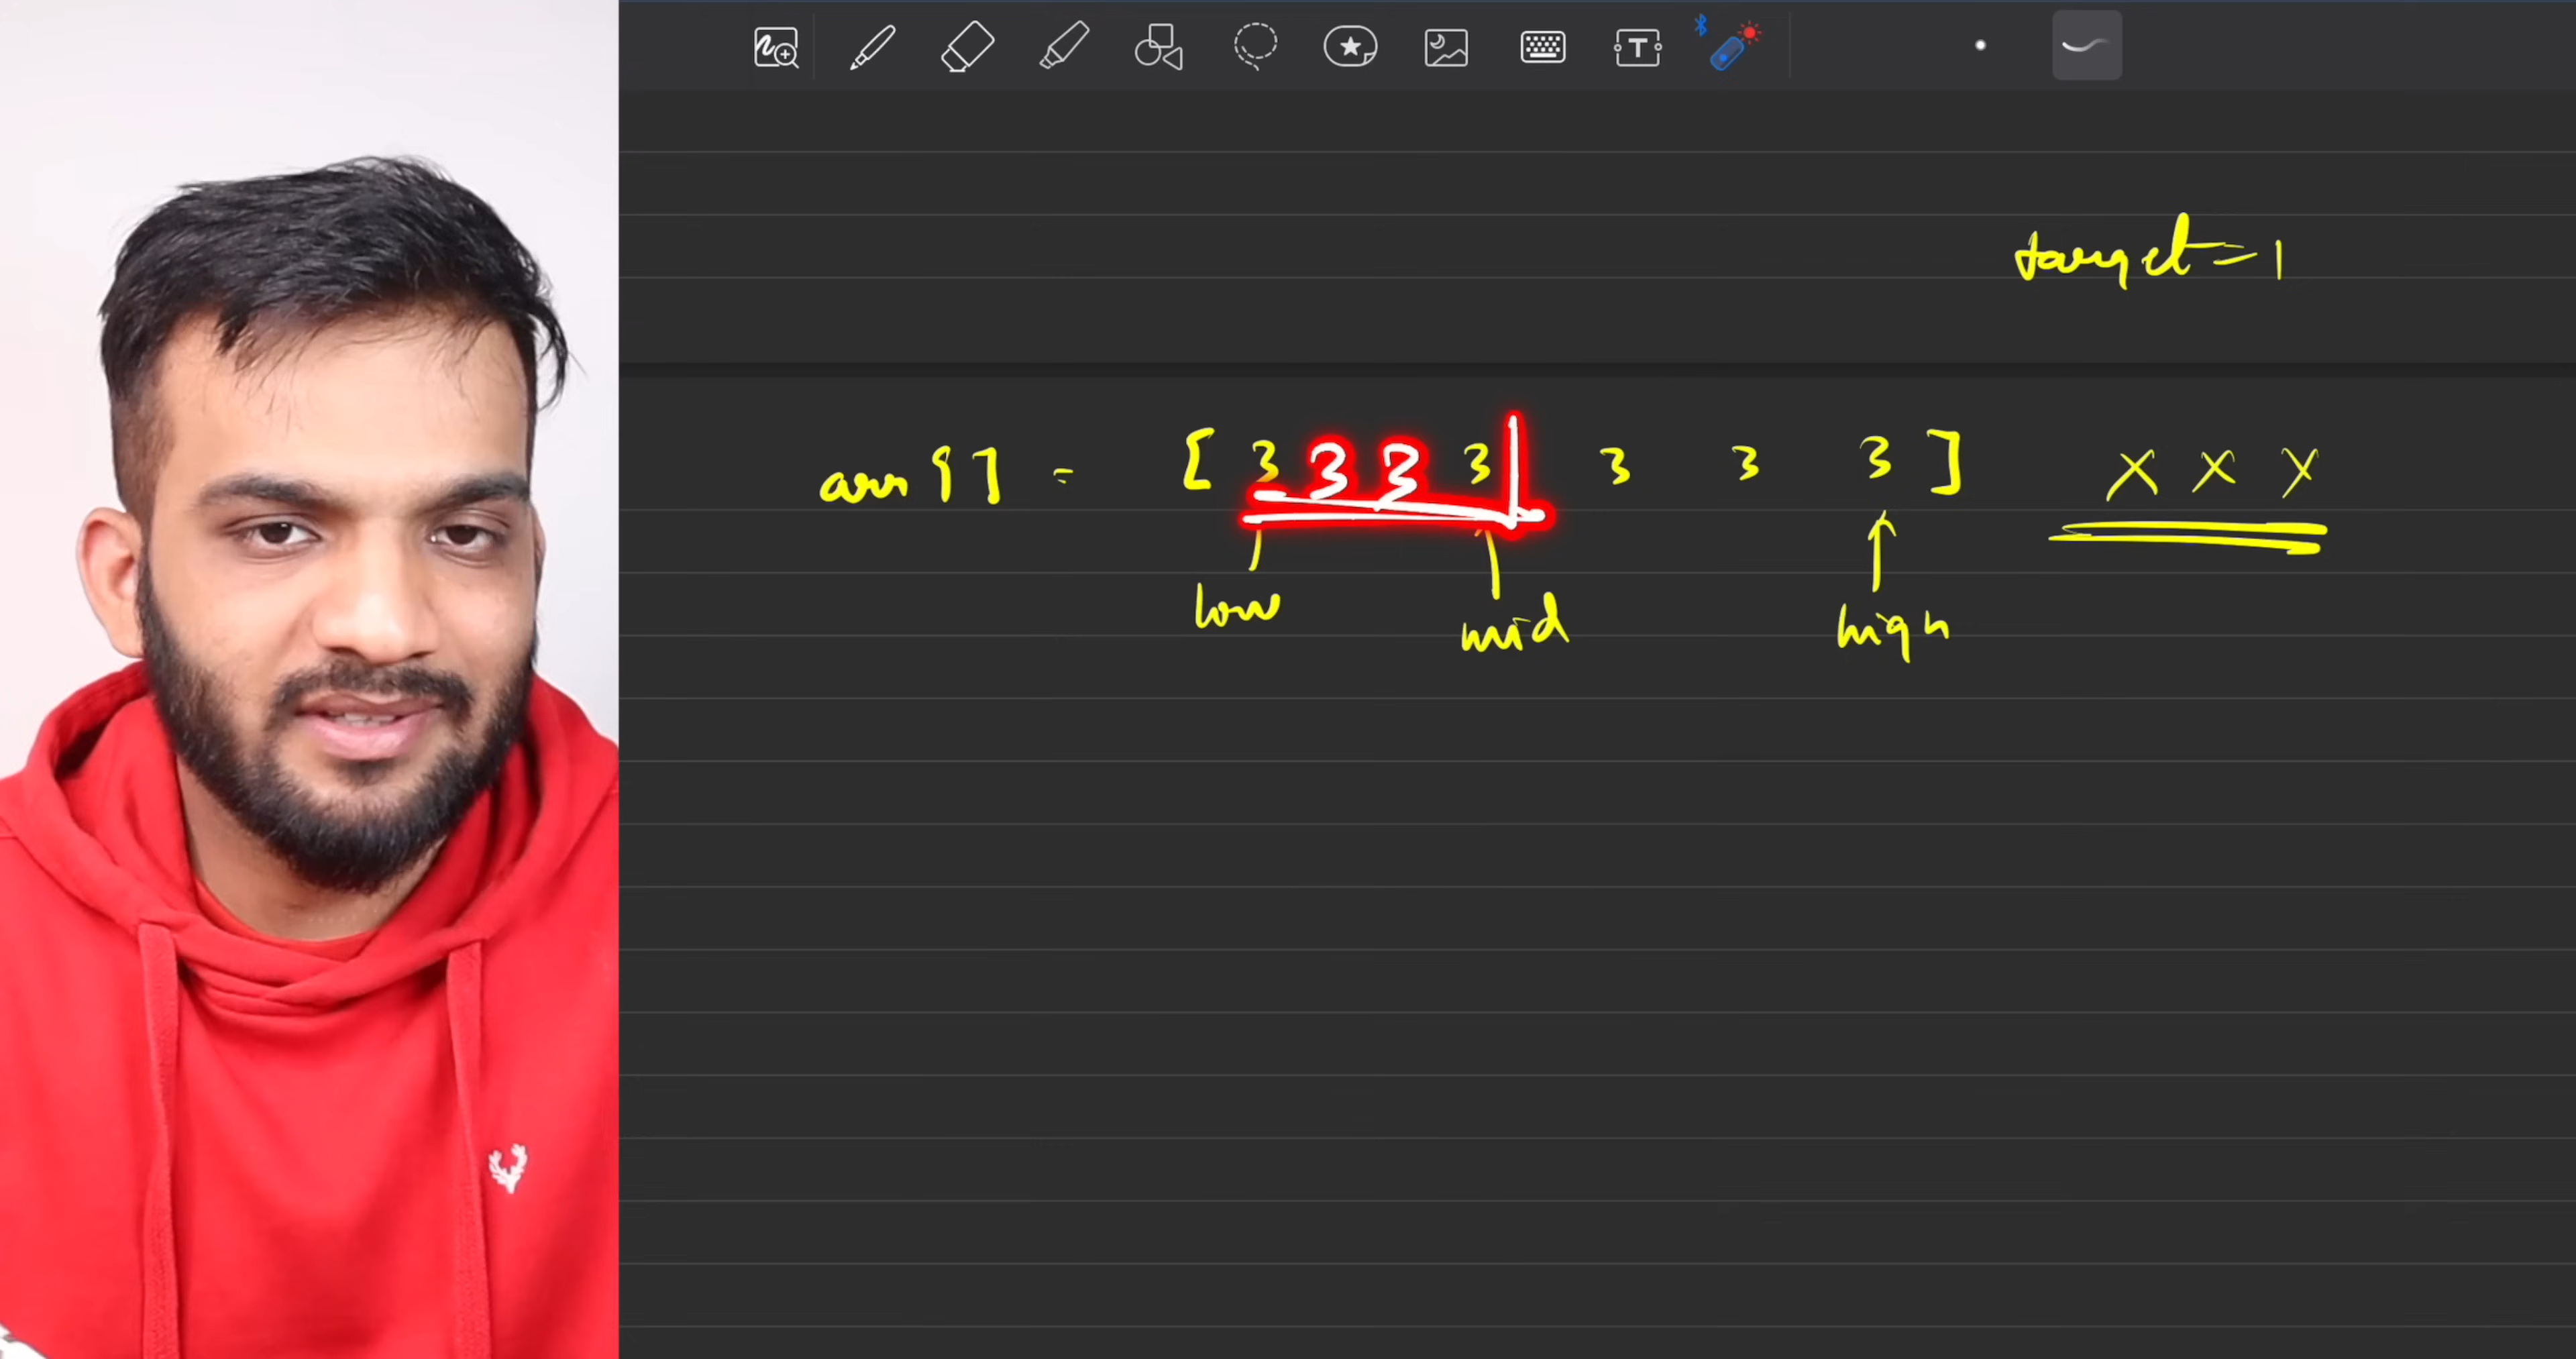 target = 1
arr[] = [ 3 3 3 3 3 3 3 ] X X X
low mid high